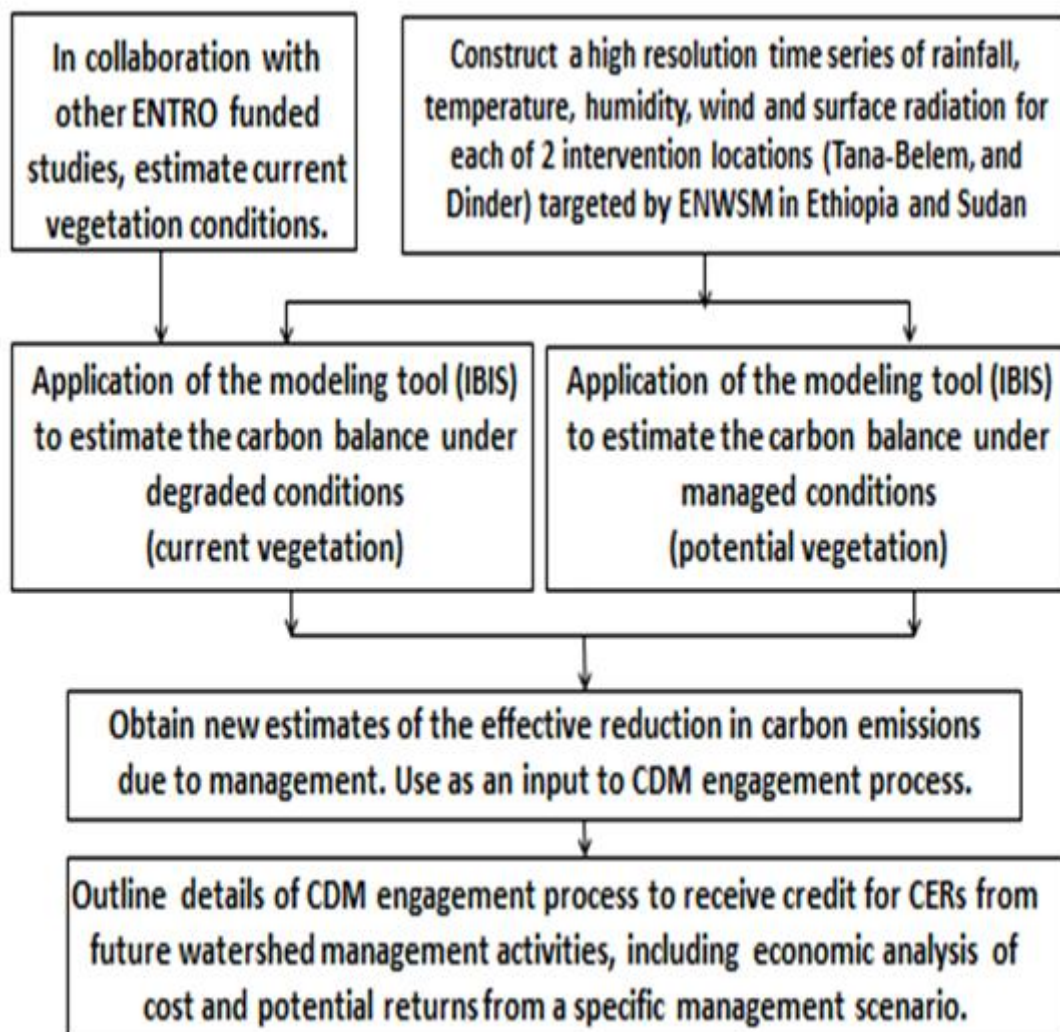 In collaboration with
other ENTRO funded
studies, estimate current
vegetation conditions.
Construct a high resolution time series of rainfall,
temperature, humidity, wind and surface radiation for
each of 2 intervention locations (Tana-Belem, and
Dinder) targeted by ENWSM in Ethiopia and Sudan
Application of the modeling tool (IBIS)
to estimate the carbon balance under
degraded conditions
(current vegetation)
Application of the modeling tool (IBIS)
to estimate the carbon balance under
managed conditions
(potential vegetation)
Obtain new estimates of the effective reduction in carbon emissions
due to management. Use as an input to CDM engagement process.
Outline details of CDM engagement process to receive credit for CERs from
future watershed management activities, including economic analysis of
cost and potential returns from a specific management scenario.